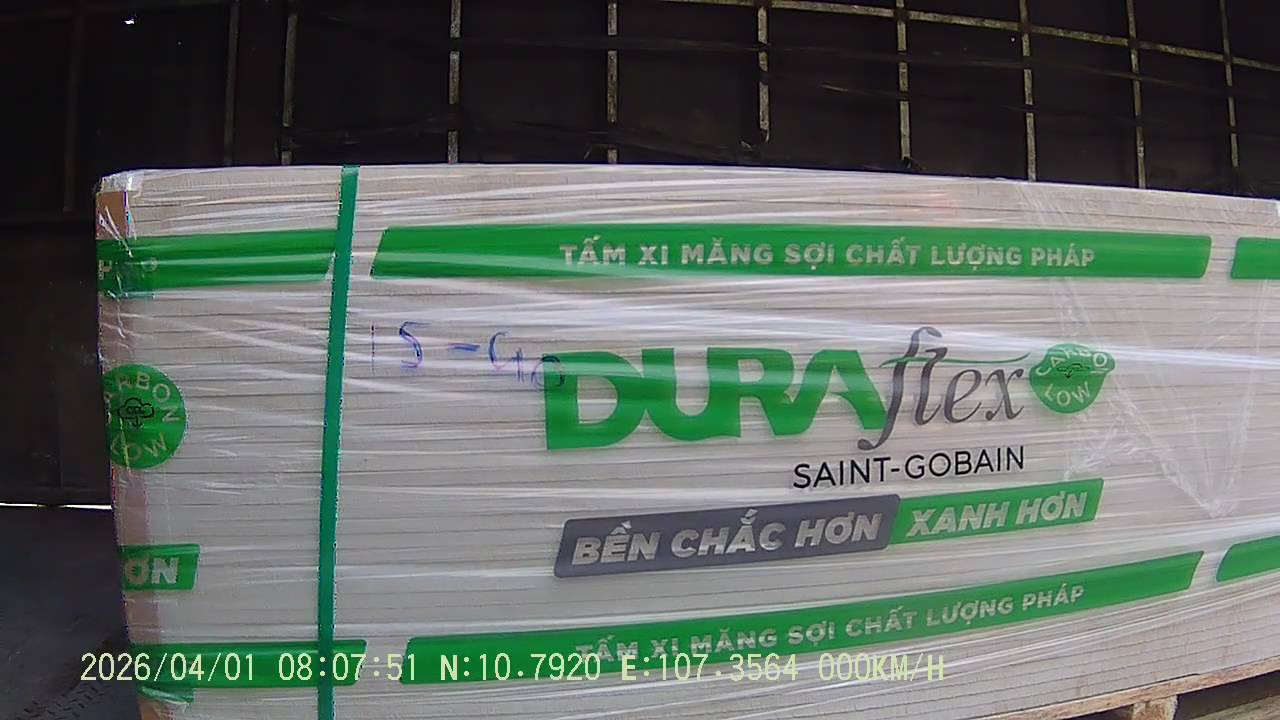 TẤM XI MĂNG SỢI CHẤT LƯỢNG PHÁP
15-40
DURAflex
CARBON LOW
CARBON LOW
SAINT-GOBAIN
BỀN CHẮC HƠN XANH HƠN
ƠN
TẤM XI MĂNG SỢI CHẤT LƯỢNG PHÁP
2026/04/01 08:07:51 N:10.7920 E:107.3564 000KM/H